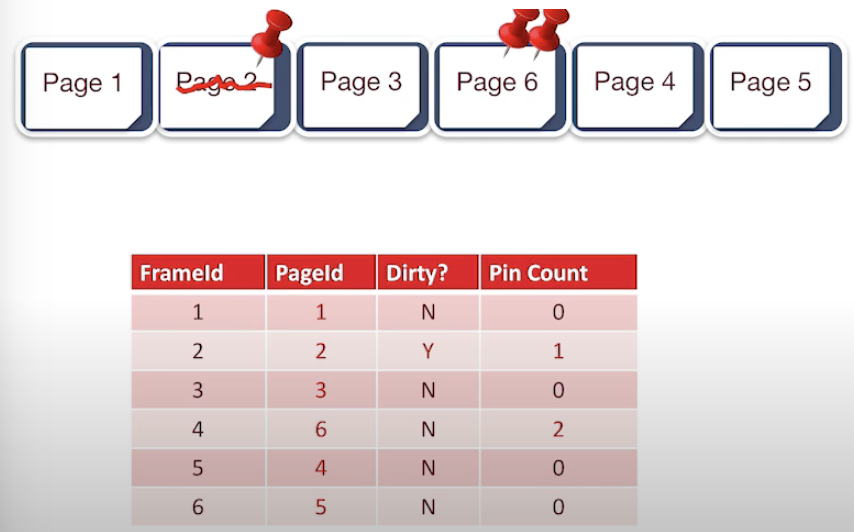 Page 1 Page 2 Page 3 Page 6 Page 4 Page 5
FrameId PageId Dirty? Pin Count
1 1 N 0
2 2 Y 1
3 3 N 0
4 6 N 2
5 4 N 0
6 5 N 0